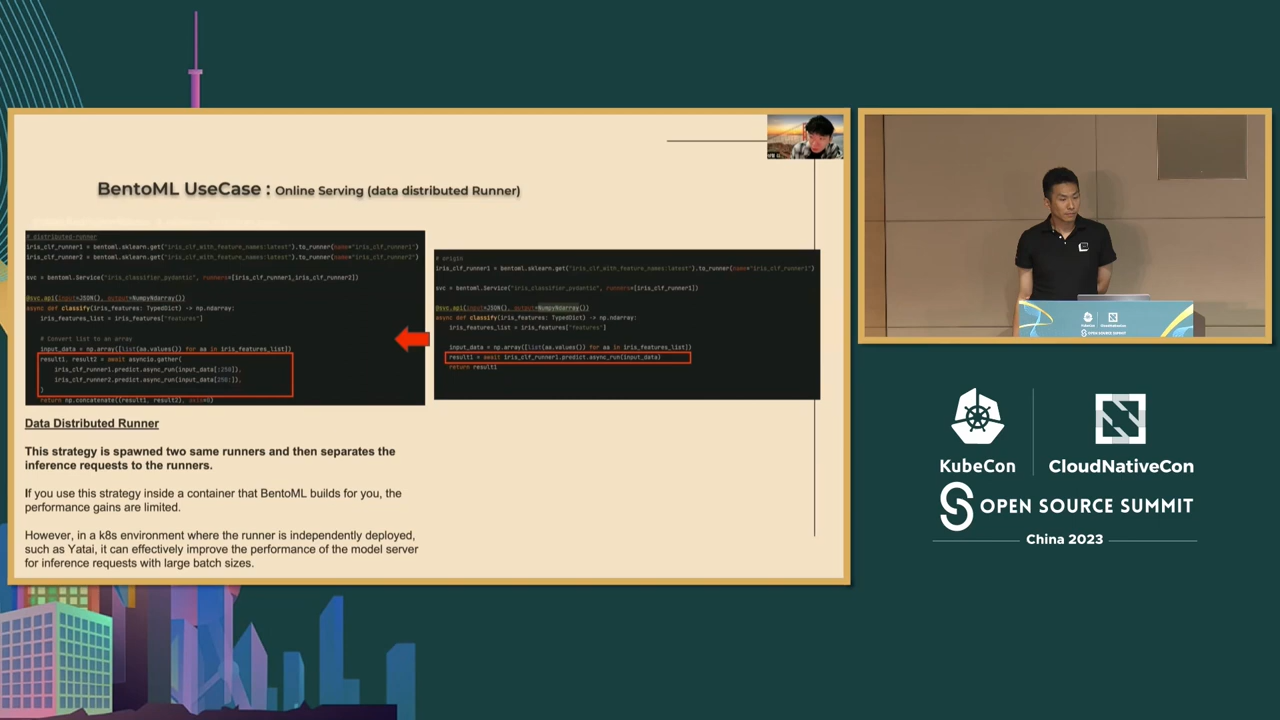 BentoML UseCase : Online Serving (data distributed Runner)
# distributed-runner
iris_clf_runner1 = bentoml.sklearn.get("iris_clf_with_feature_names:latest").to_runner(name="iris_clf_runner1")
iris_clf_runner2 = bentoml.sklearn.get("iris_clf_with_feature_names:latest").to_runner(name="iris_clf_runner2")
svc = bentoml.Service("iris_classifier_pydantic", runners=[iris_clf_runner1,iris_clf_runner2])
@svc.api(input=JSON(), output=NumpyNdarray())
async def classify(iris_features: TypedDict) -> np.ndarray:
iris_features_list = iris_features["features"]
# Convert list to an array
input_data = np.array([list(aa.values()) for aa in iris_features_list])
result1, result2 = await asyncio.gather(
iris_clf_runner1.predict.async_run(input_data[:250]),
iris_clf_runner2.predict.async_run(input_data[250:]),
)
return np.concatenate((result1, result2), axis=0)
# origin
iris_clf_runner1 = bentoml.sklearn.get("iris_clf_with_feature_names:latest").to_runner(name="iris_clf_runner1")
svc = bentoml.Service("iris_classifier_pydantic", runners=[iris_clf_runner1])
@svc.api(input=JSON(), output=NumpyNdarray())
async def classify(iris_features: TypedDict) -> np.ndarray:
iris_features_list = iris_features["features"]
input_data = np.array([list(aa.values()) for aa in iris_features_list])
result1 = await iris_clf_runner1.predict.async_run(input_data)
return result1
Data Distributed Runner
This strategy is spawned two same runners and then separates the
inference requests to the runners.
If you use this strategy inside a container that BentoML builds for you, the
performance gains are limited.
However, in a k8s environment where the runner is independently deployed,
such as Yatai, it can effectively improve the performance of the model server
for inference requests with large batch sizes.
KubeCon
CloudNativeCon
OPEN SOURCE SUMMIT
China 2023